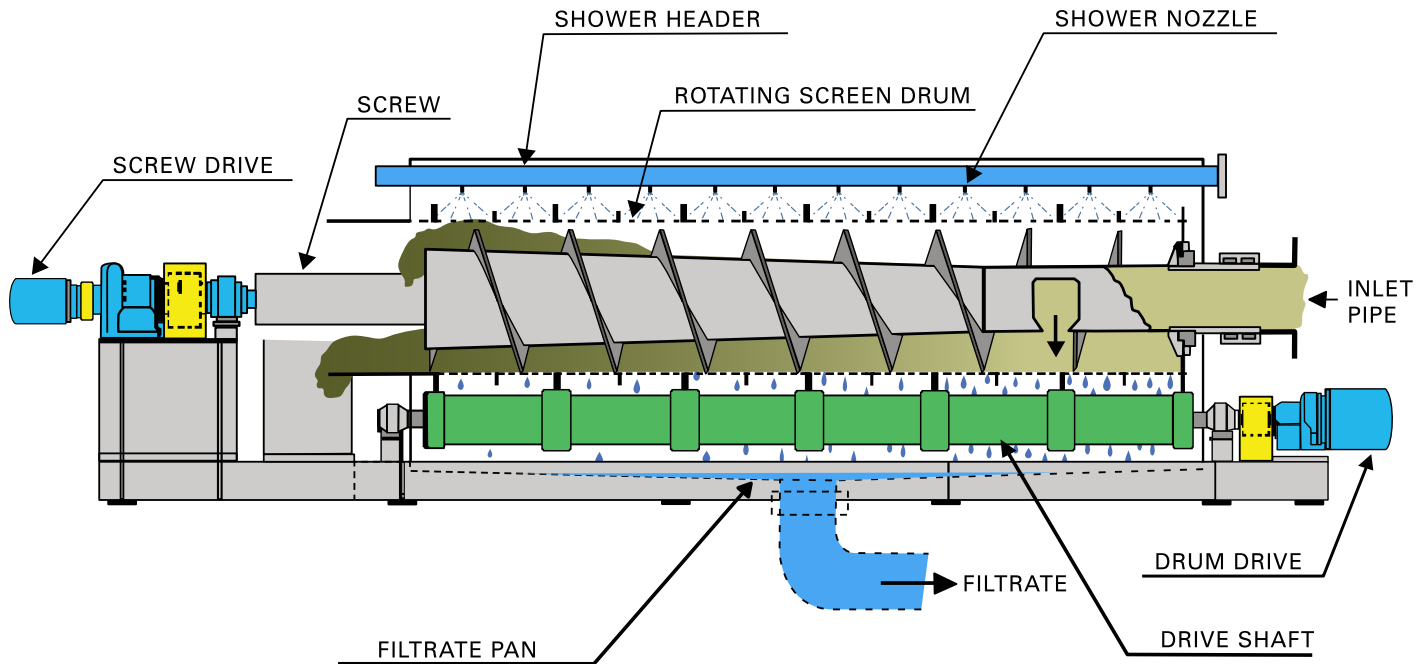 SHOWER HEADER
SHOWER NOZZLE
SCREW
ROTATING SCREEN DRUM
SCREW DRIVE
INLET
PIPE
DRUM DRIVE
FILTRATE
FILTRATE PAN
DRIVE SHAFT